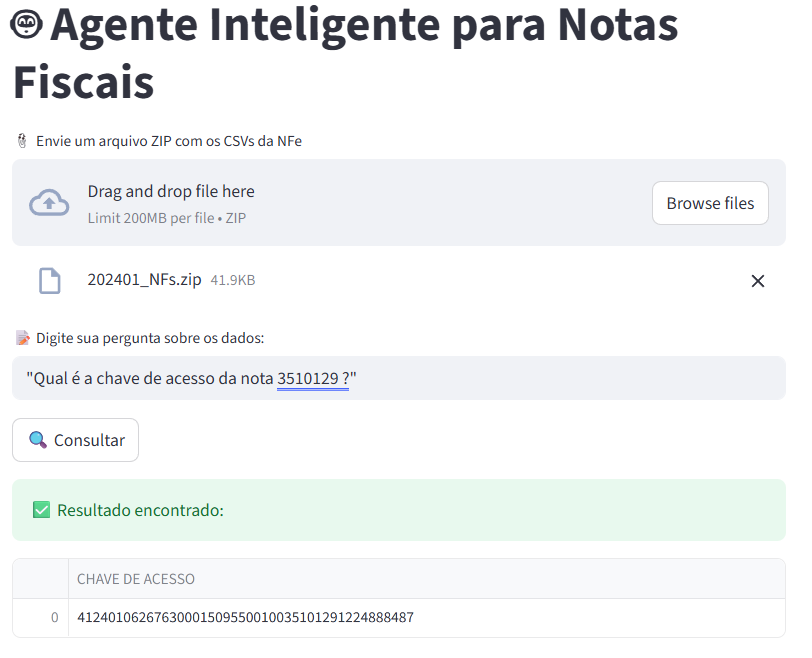 Agente Inteligente para Notas
Fiscais
Envie um arquivo ZIP com os CSVs da NFe
Drag and drop file here
Limit 200MB per file • ZIP
Browse files
202401_NFs.zip 41.9KB
Digite sua pergunta sobre os dados:
"Qual é a chave de acesso da nota 3510129 ?"
Consultar
Resultado encontrado:
CHAVE DE ACESSO
0 41240106267630001509550010035101291224888487